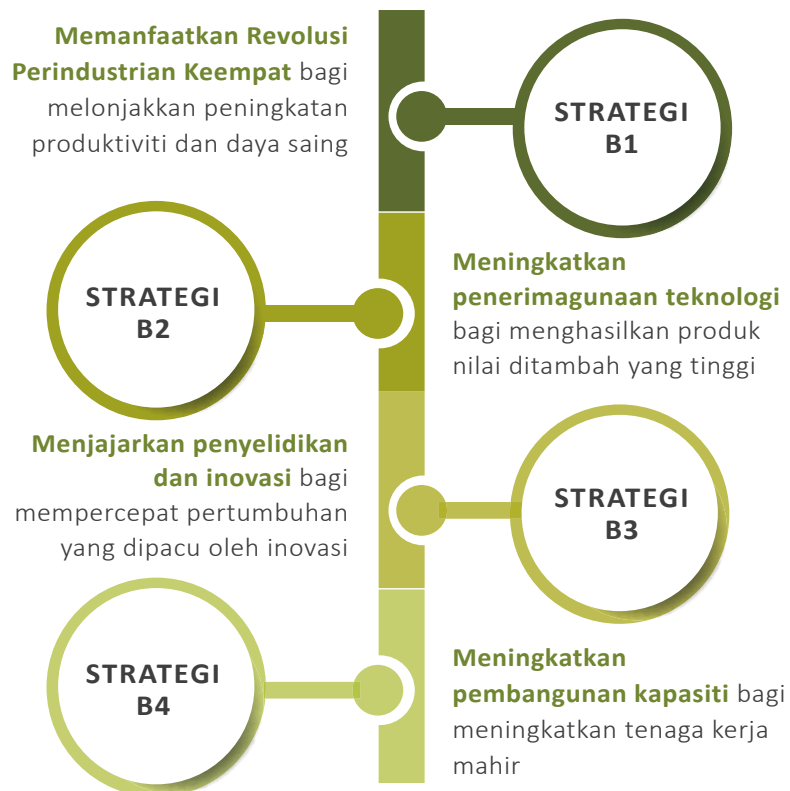 Memanfaatkan Revolusi
Perindustrian Keempat bagi
melonjakkan peningkatan
produktiviti dan daya saing
STRATEGI
B1
STRATEGI
B2
Meningkatkan
penerimagunaan teknologi
bagi menghasilkan produk
nilai ditambah yang tinggi
Menjajarkan penyelidikan
dan inovasi bagi
mempercepat pertumbuhan
yang dipacu oleh inovasi
STRATEGI
B3
STRATEGI
B4
Meningkatkan
pembangunan kapasiti bagi
meningkatkan tenaga kerja
mahir